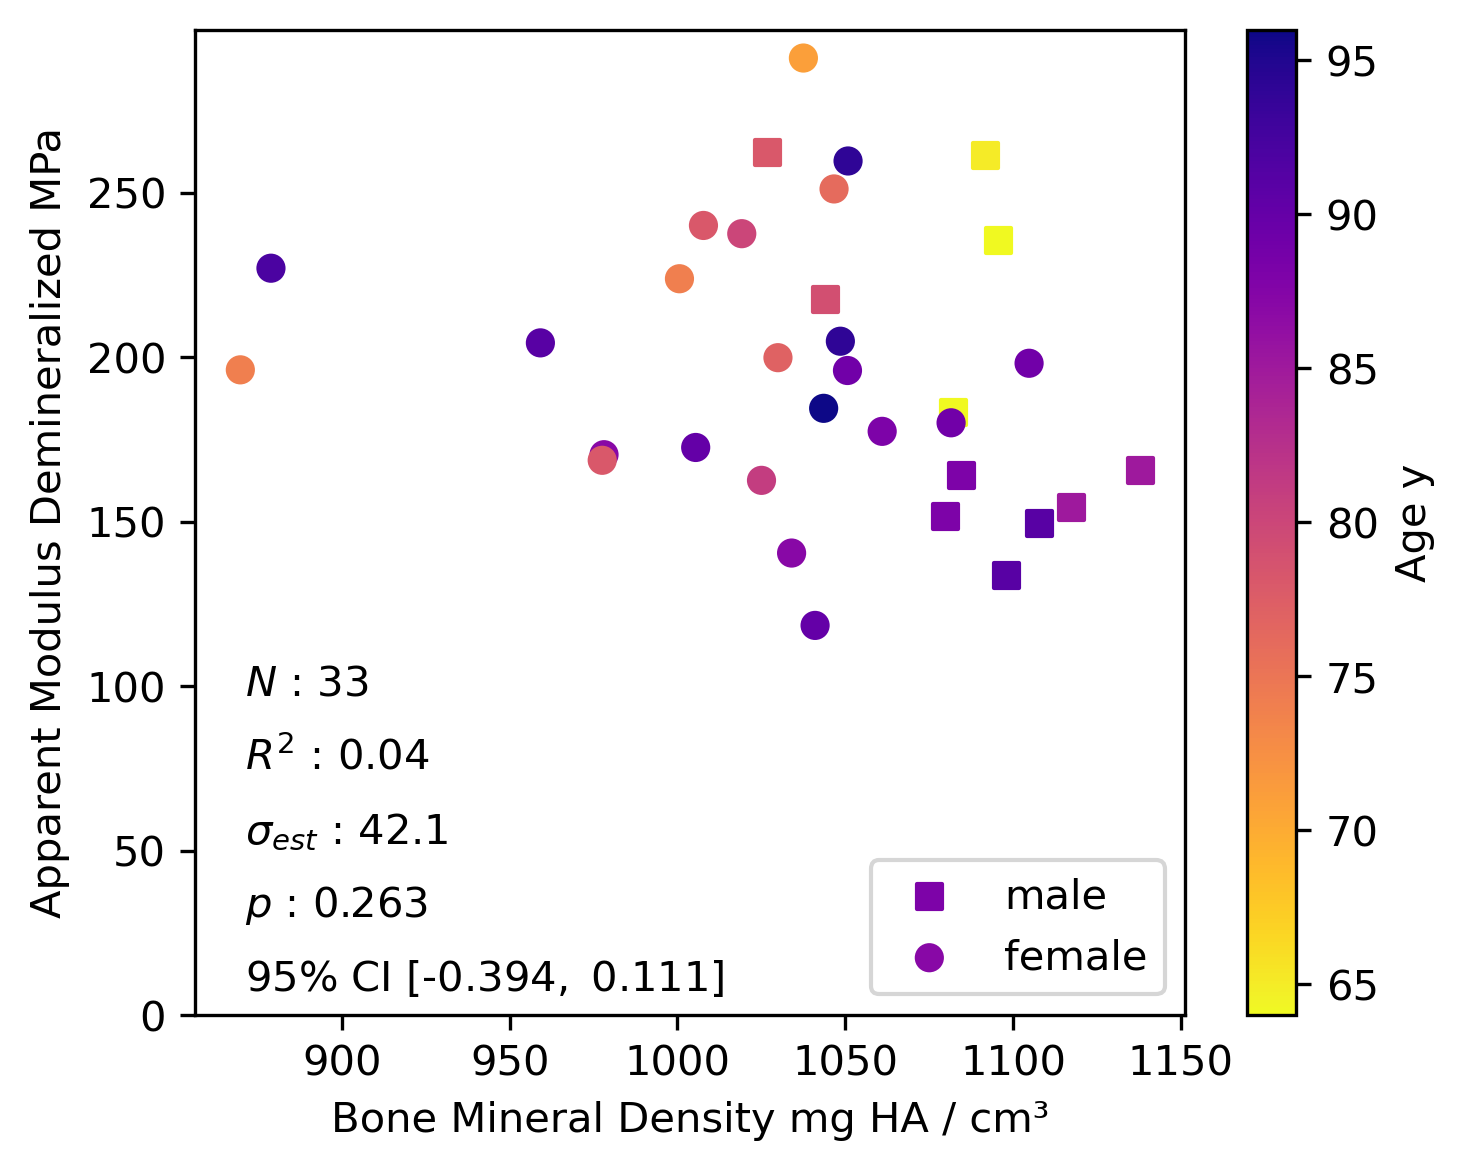 Apparent Modulus Demineralized MPa
250
200
150
100
50
0
N : 33
R² : 0.04
σest : 42.1
p : 0.263
95% CI [-0.394, 0.111]
male
female
900 950 1000 1050 1100 1150
Bone Mineral Density mg HA / cm³
95
90
85
80
75
70
65
Age y